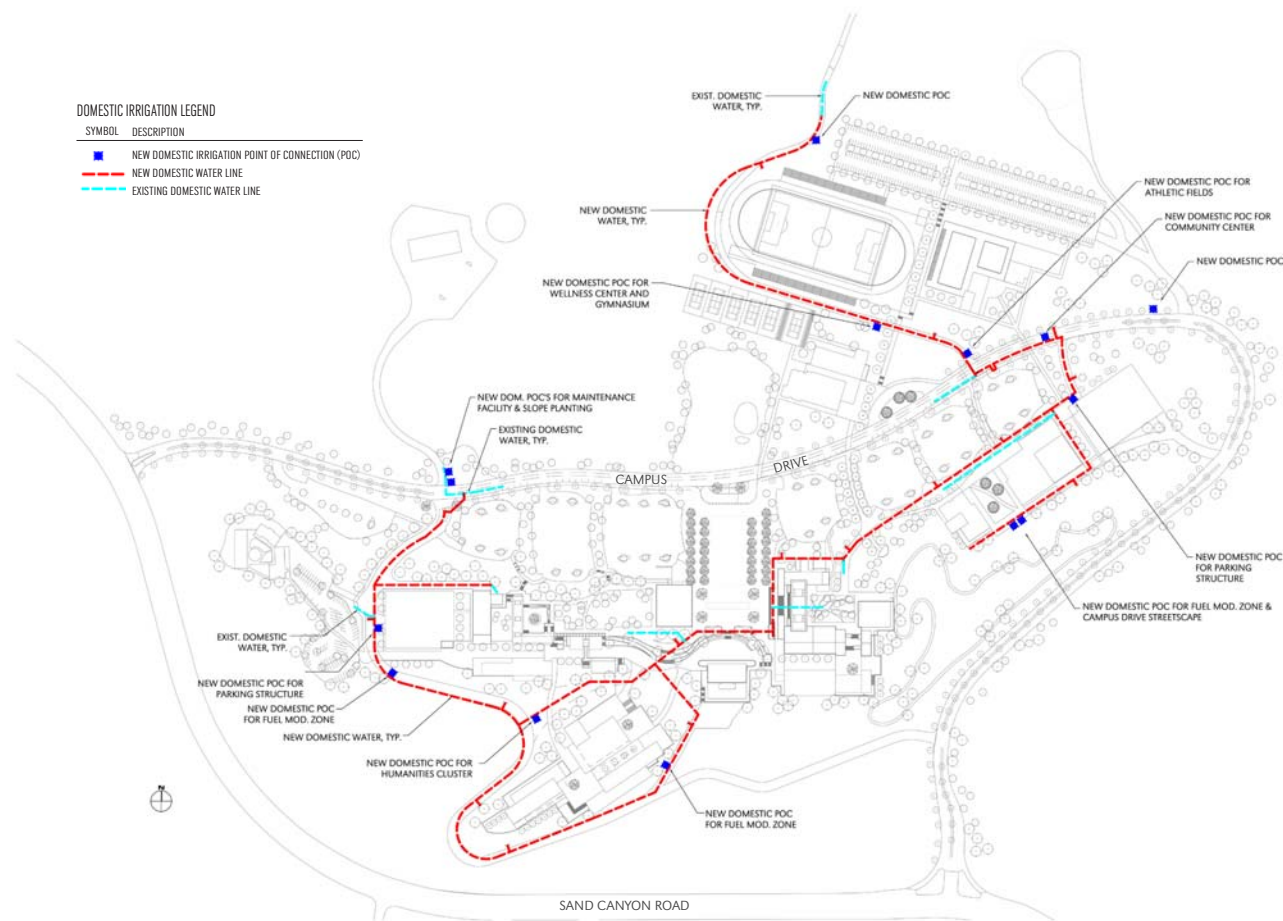 DOMESTIC IRRIGATION LEGEND
SYMBOL DESCRIPTION
NEW DOMESTIC IRRIGATION POINT OF CONNECTION (POC)
NEW DOMESTIC WATER LINE
EXISTING DOMESTIC WATER LINE
EXIST. DOMESTIC
WATER, TYP.
NEW DOMESTIC POC
NEW DOMESTIC POC FOR
ATHLETIC FIELDS
NEW DOMESTIC
WATER, TYP.
NEW DOMESTIC POC FOR
COMMUNITY CENTER
NEW DOMESTIC POC
NEW DOMESTIC POC FOR
WELLNESS CENTER AND
GYMNASIUM
NEW DOM. POC'S FOR MAINTENANCE
FACILITY & SLOPE PLANTING
EXISTING DOMESTIC
WATER, TYP.
CAMPUS
DRIVE
NEW DOMESTIC POC
FOR PARKING
STRUCTURE
NEW DOMESTIC POC FOR FUEL MOD. ZONE &
CAMPUS DRIVE STREETSCAPE
EXIST. DOMESTIC
WATER, TYP.
NEW DOMESTIC POC FOR
PARKING STRUCTURE
NEW DOMESTIC POC
FOR FUEL MOD. ZONE
NEW DOMESTIC WATER, TYP.
NEW DOMESTIC POC FOR
HUMANITIES CLUSTER
N
NEW DOMESTIC POC
FOR FUEL MOD. ZONE
SAND CANYON ROAD